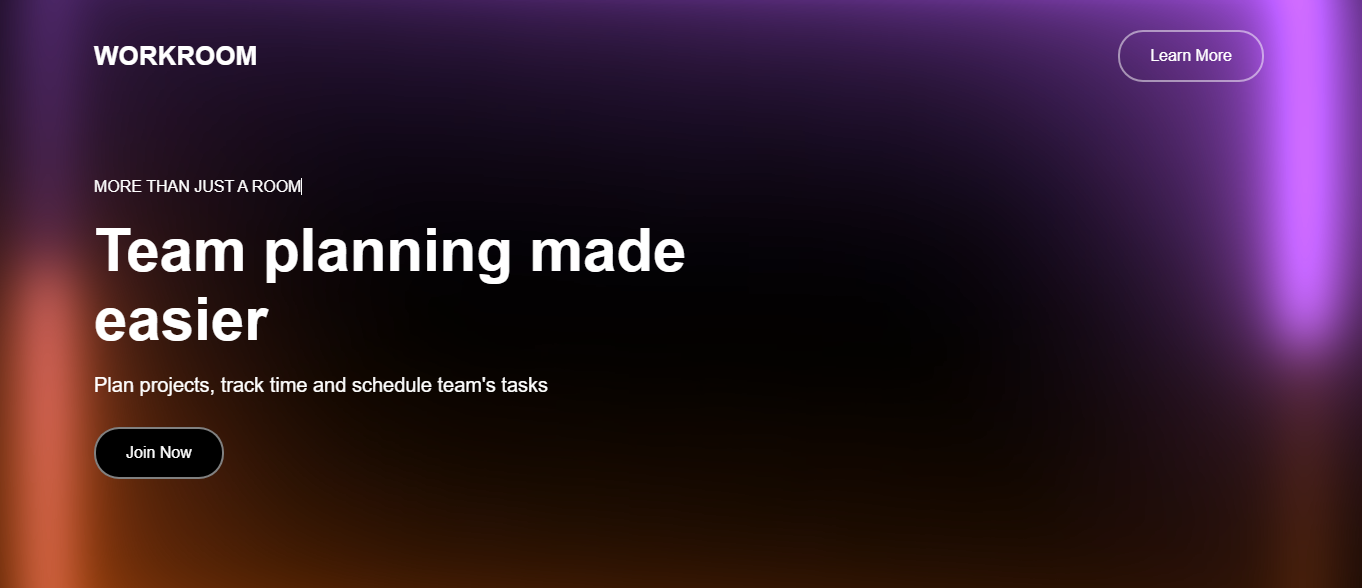 WORKROOM
Learn More
MORE THAN JUST A ROOM
Team planning made
easier
Plan projects, track time and schedule team's tasks
Join Now